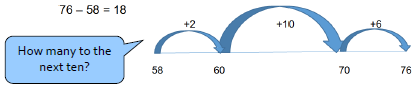 76 – 58 = 18
+2
+10
+6
How many to the
next ten?
58
60
70
76